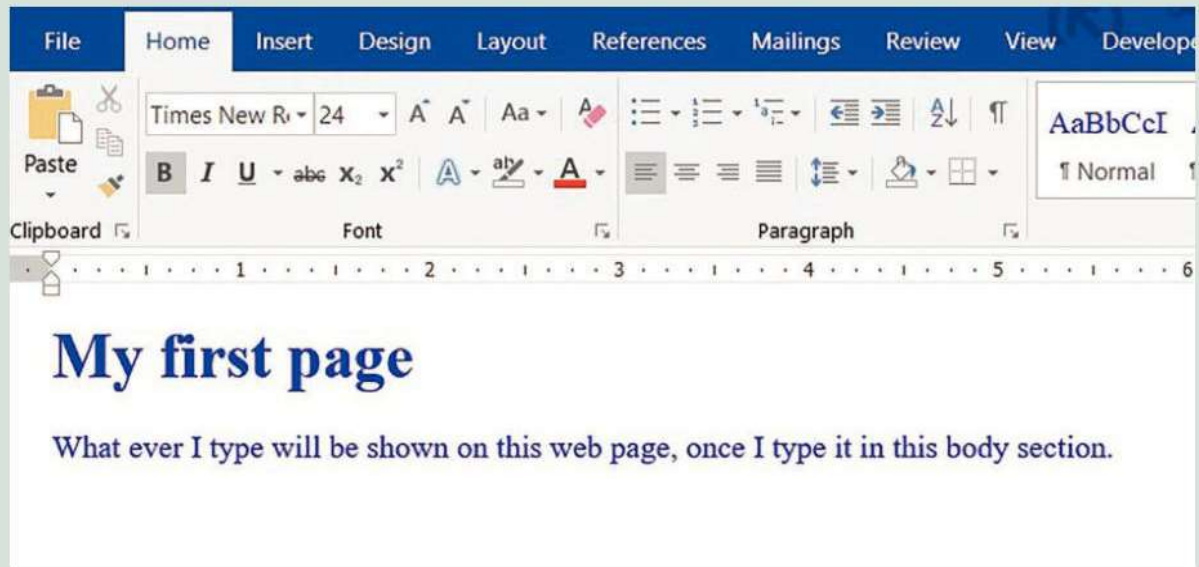 File Home Insert Design Layout References Mailings Review View Develope
Times New R 24 A A Aa A
Paste B I U abc X₂ X² A aby A
AaBbCcI
¶ Normal
Clipboard Font Paragraph
1 2 3 4 5 6
My first page
What ever I type will be shown on this web page, once I type it in this body section.